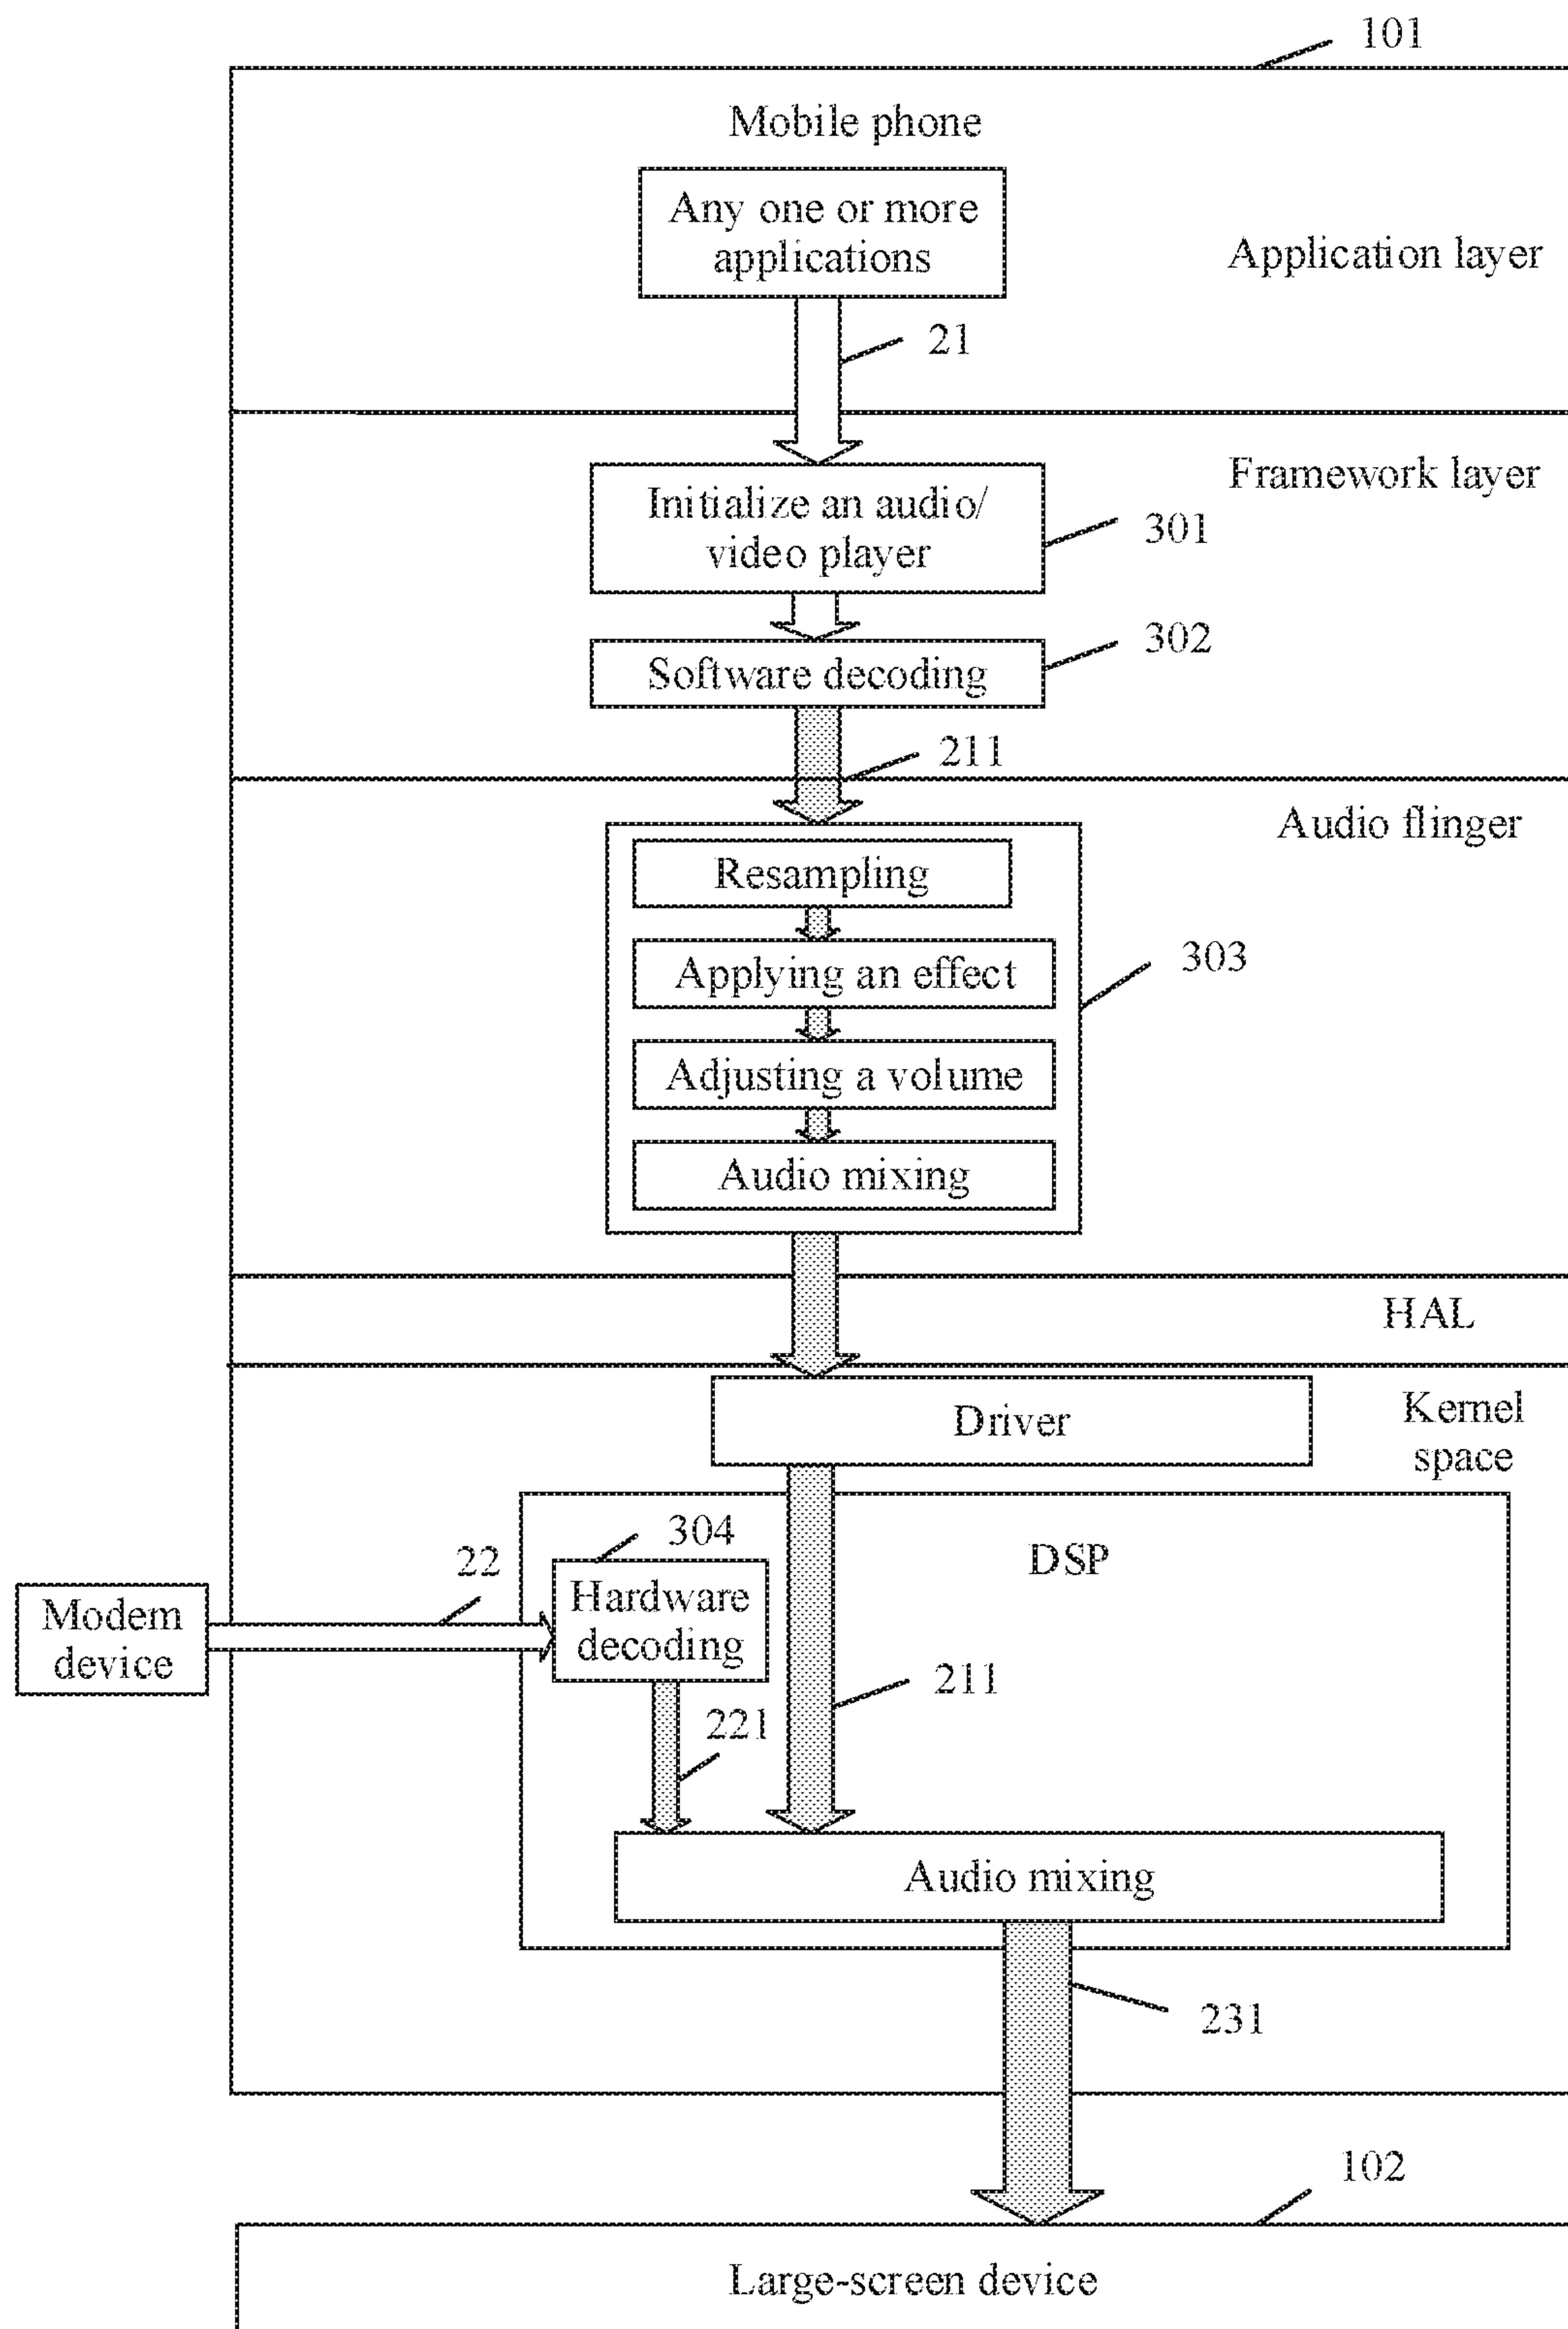 101
Mobile phone
Any one or more
applications
Application layer
21
Framework layer
Initialize an audio/
video player
301
302
Software decoding
211
Audio flinger
Resampling
303
Applying an effect
Adjusting a volume
Audio mixing
HAL
Driver
Kernel
space
304
DSP
22
Hardware
decoding
Modem
device
211
221
Audio mixing
231
102
Large-screen device